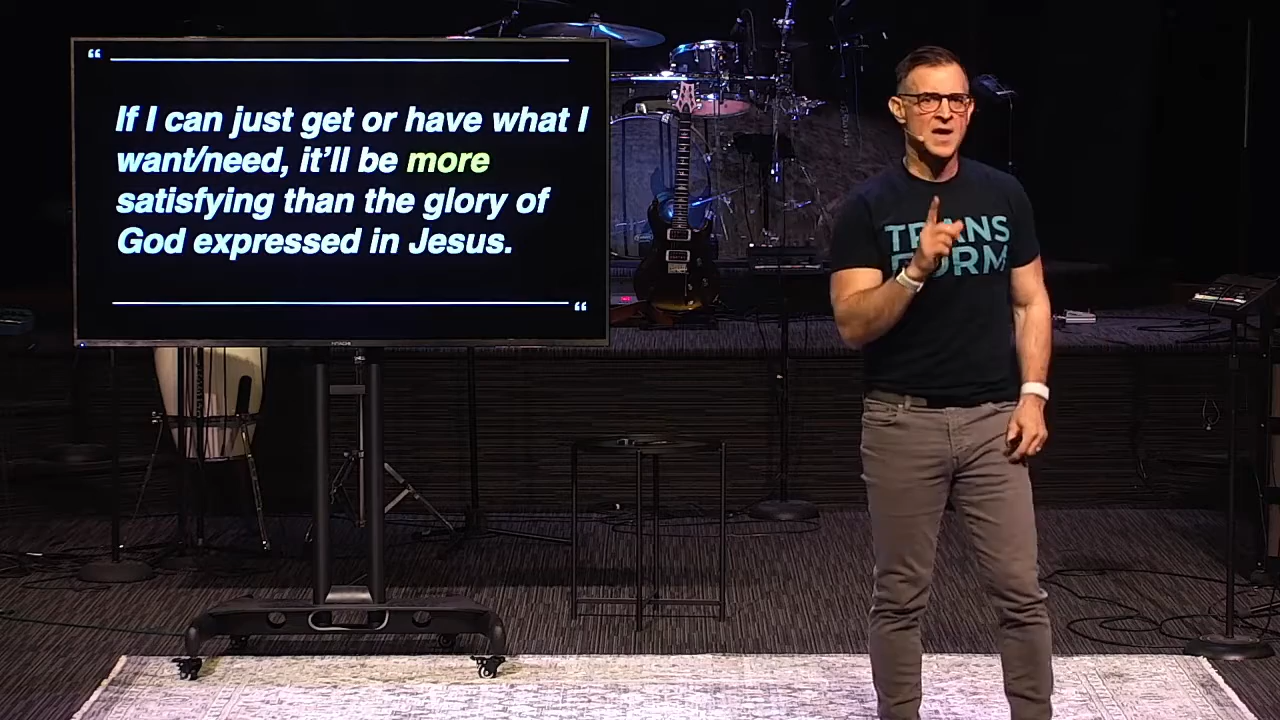 “
If I can just get or have what I
want/need, it’ll be more
satisfying than the glory of
God expressed in Jesus.
“
HITACHI
TRANS
FORM